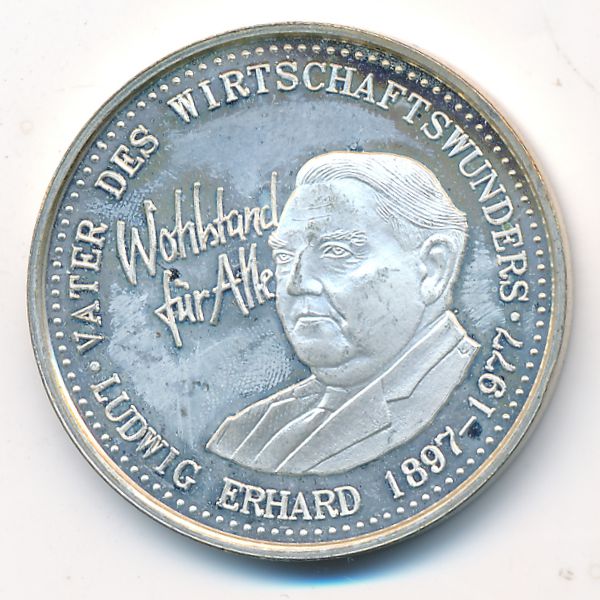 · VATER DES WIRTSCHAFTSWUNDERS ·
Wohlstand
für Alle
LUDWIG ERHARD 1897-1977